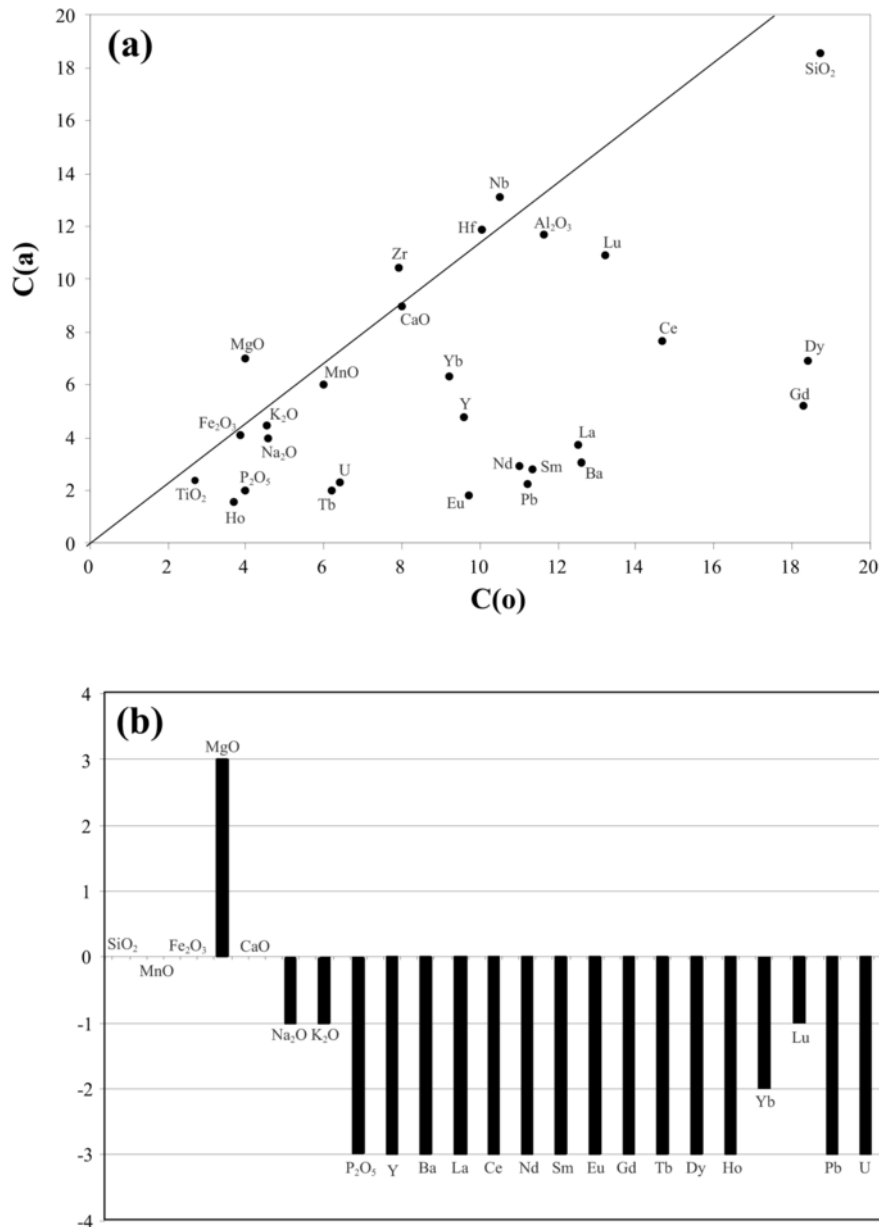 (a)
20
18
16
14
12
10
8
6
4
2
0
C(a)
SiO₂
Nb
Hf
Al₂O₃
Lu
Zr
CaO
Ce
MgO
MnO
Yb
Dy
Gd
Y
K₂O
Fe₂O₃
Na₂O
La
Nd
Sm
Ba
U
P₂O₅
TiO₂
Ho
Tb
Eu
Pb
0 2 4 6 8 10 12 14 16 18 20
C(o)
(b)
4
3
2
1
0
-1
-2
-3
-4
MgO
SiO₂
MnO
Fe₂O₃
CaO
Na₂O
K₂O
P₂O₅
Y
Ba
La
Ce
Nd
Sm
Eu
Gd
Tb
Dy
Ho
Yb
Lu
Pb
U